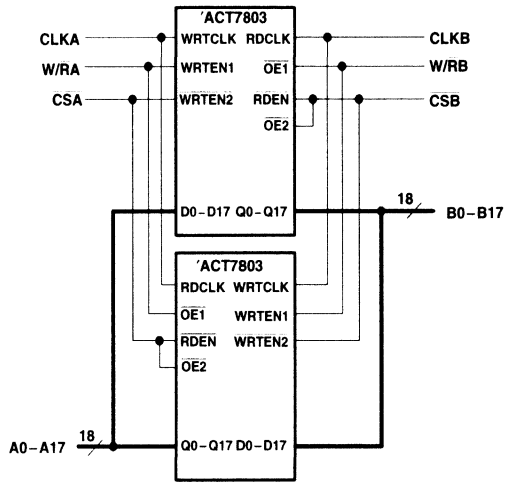 'ACT7803
CLKA WRTCLK RDCLK CLKB
W/RA WRTEN1 OE1 W/RB
CSA WRTEN2 RDEN CSB
OE2
D0–D17 Q0–Q17 18 B0–B17
'ACT7803
RDCLK WRTCLK
OE1 WRTEN1
RDEN WRTEN2
OE2
A0–A17 18 Q0–Q17 D0–D17